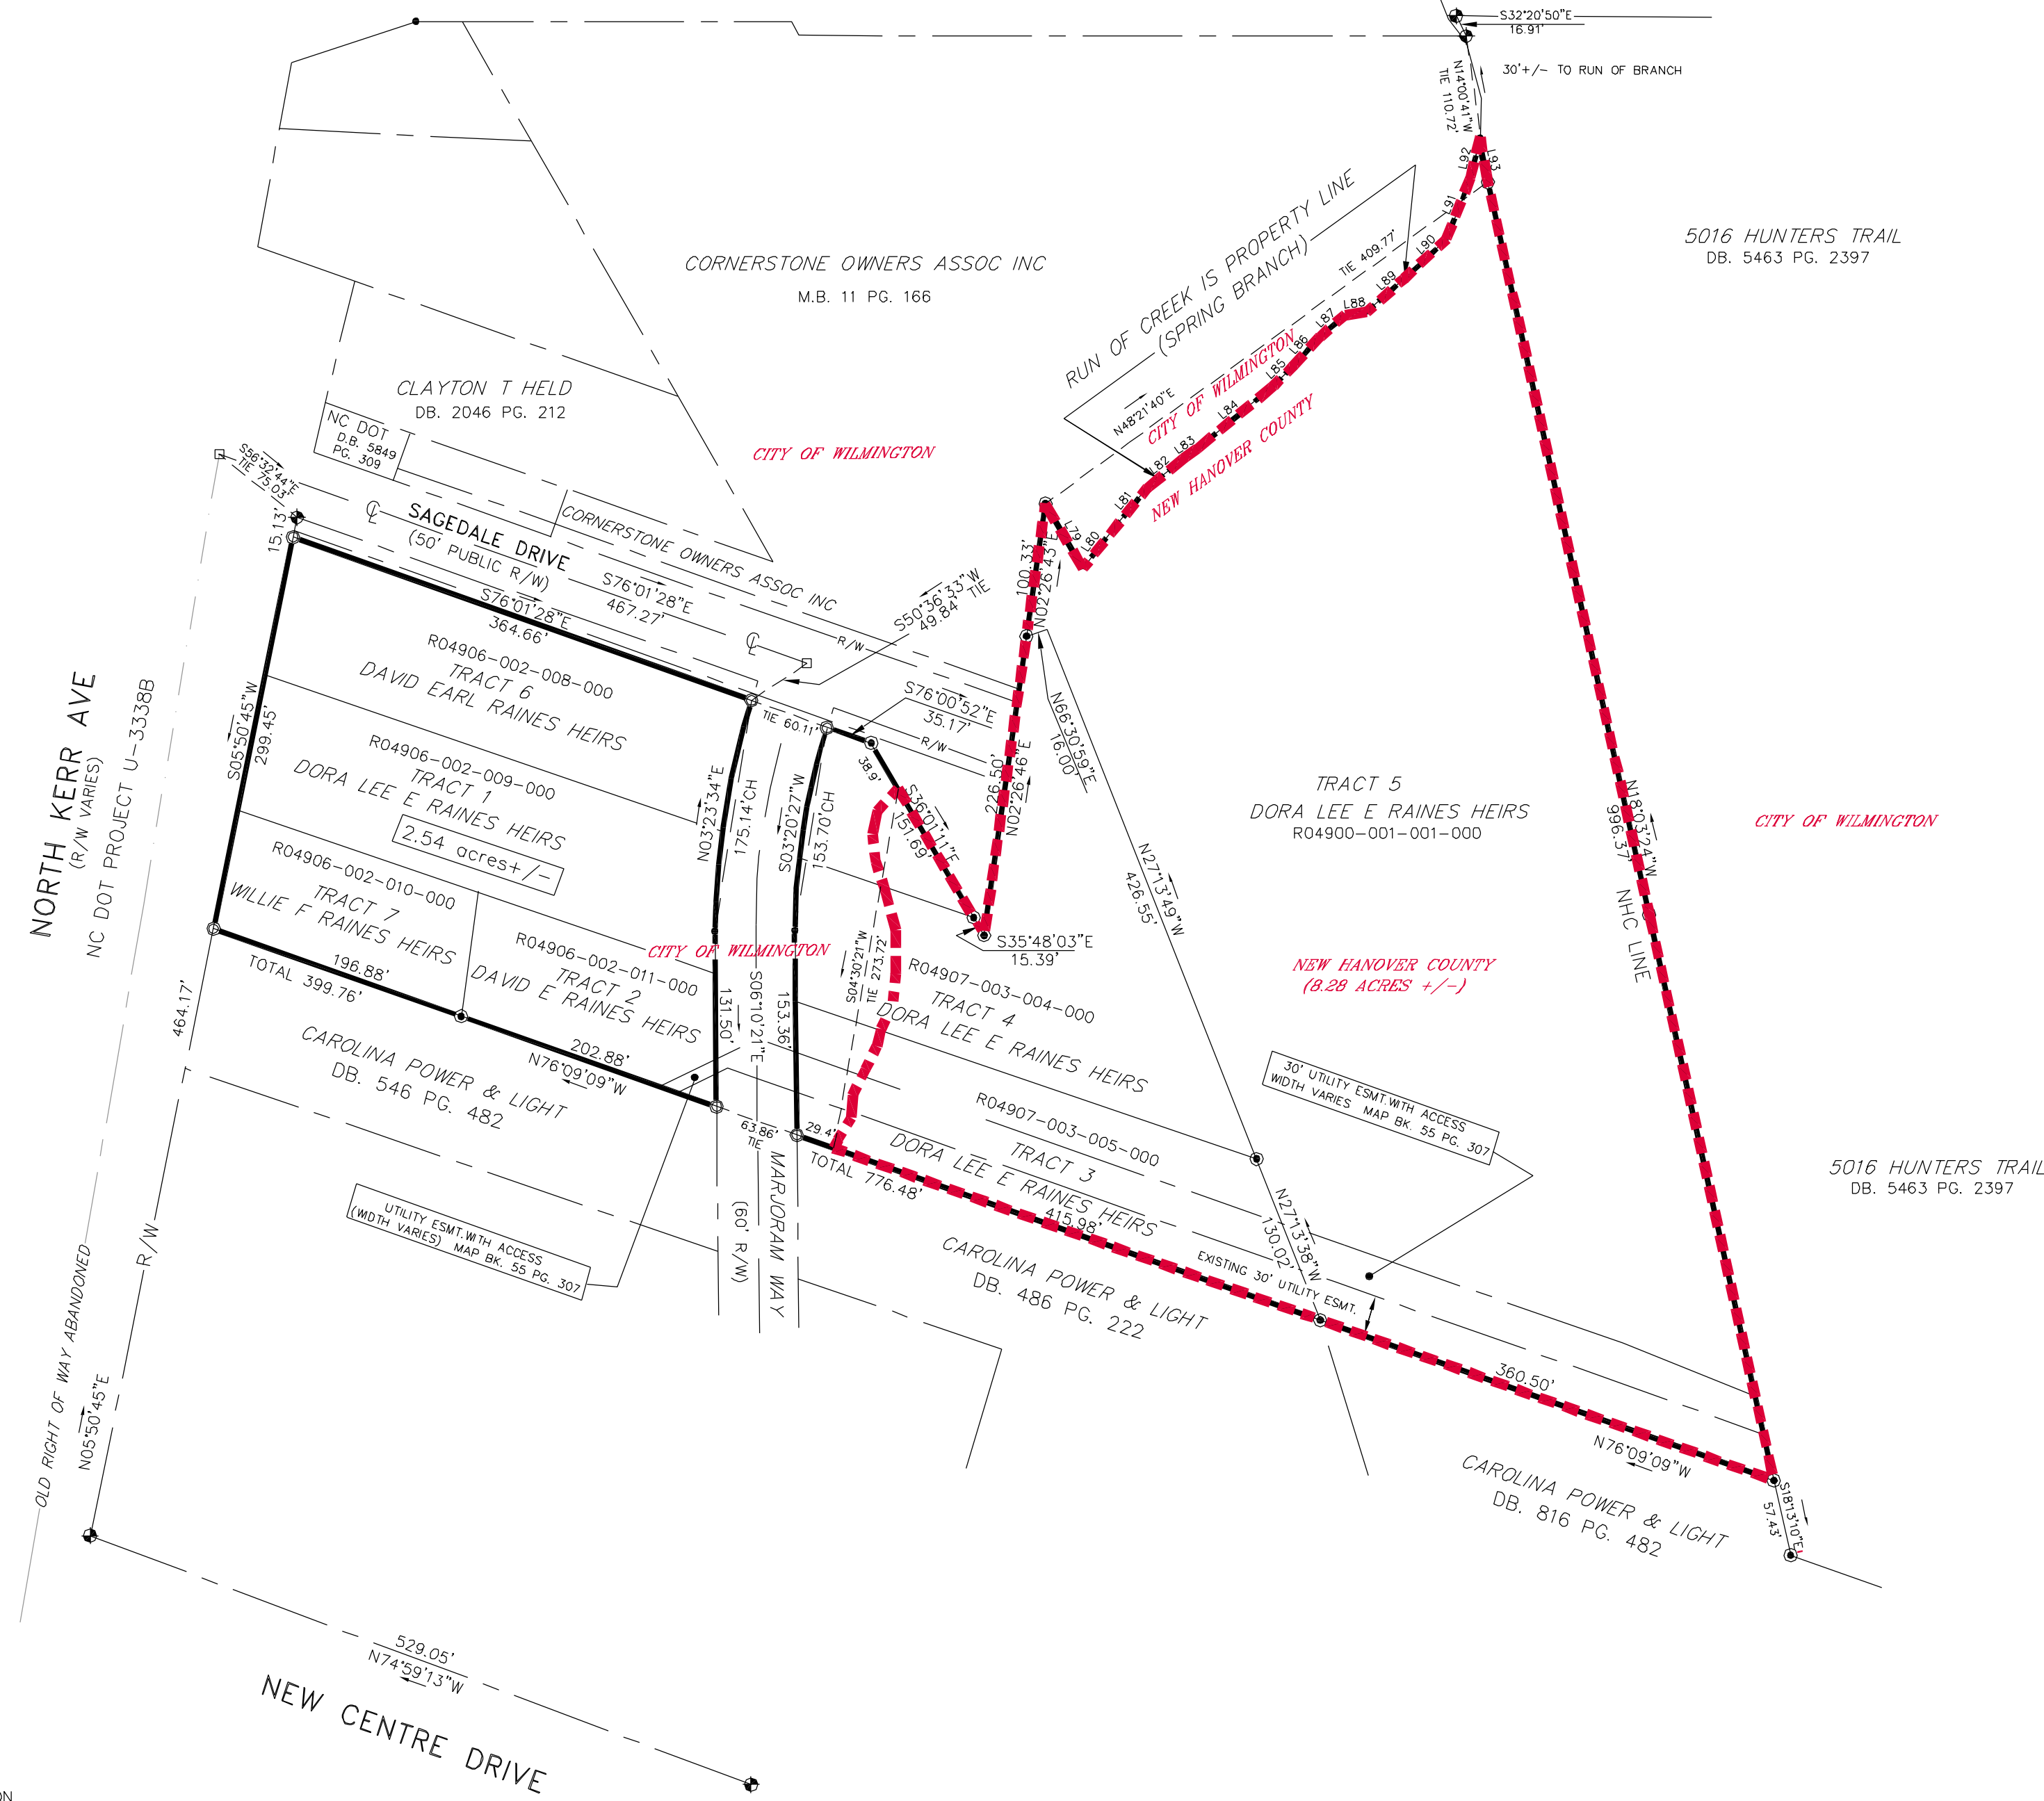 S32°20'50"E
16.91'
30'+/- TO RUN OF BRANCH
N14°00'41"W
TIE 110.72'
L92
L93
L91
L90
L89
L88
L87
L86
L85
L84
L83
L82
L81
L80
L79
5016 HUNTERS TRAIL
DB. 5463 PG. 2397
RUN OF CREEK IS PROPERTY LINE
(SPRING BRANCH)
TIE 409.77'
N48°21'40"E
CITY OF WILMINGTON
NEW HANOVER COUNTY
CORNERSTONE OWNERS ASSOC INC
M.B. 11 PG. 166
CITY OF WILMINGTON
CLAYTON T HELD
DB. 2046 PG. 212
NC DOT
D.B. 5849
PG. 309
S56°32'44"E
TIE 75.03'
15.13'
℄
SAGEDALE DRIVE
(50' PUBLIC R/W)
CORNERSTONE OWNERS ASSOC INC
S76°01'28"E
467.27'
S76°01'28"E
364.66'
℄
R/W
S50°36'33"W
49.84' TIE
100.33'
N02°26'43"E
S76°00'52"E
35.17'
R/W
TIE 60.11'
38.9'
S36°01'11"E
151.69'
226.50'
N02°26'46"E
N66°30'59"E
16.00'
NORTH KERR AVE
(R/W VARIES)
NC DOT PROJECT U-3338B
S05°50'45"W
299.45'
R04906-002-008-000
TRACT 6
DAVID EARL RAINES HEIRS
R04906-002-009-000
TRACT 1
DORA LEE E RAINES HEIRS
2.54 acres+/-
R04906-002-010-000
TRACT 7
WILLIE F RAINES HEIRS
R04906-002-011-000
TRACT 2
DAVID E RAINES HEIRS
CITY OF WILMINGTON
N03°23'34"E
175.14'CH
S03°20'27"W
153.70'CH
S04°30'21"W
TIE 273.72'
S35°48'03"E
15.39'
TRACT 5
DORA LEE E RAINES HEIRS
R04900-001-001-000
NEW HANOVER COUNTY
(8.28 ACRES +/-)
CITY OF WILMINGTON
N18°03'24"W
996.37'
NHC LINE
N27°13'49"W
426.55'
R04907-003-004-000
TRACT 4
DORA LEE E RAINES HEIRS
R04907-003-005-000
TRACT 3
DORA LEE E RAINES HEIRS
196.88'
TOTAL 399.76'
202.88'
N76°09'09"W
131.50'
S06°10'21"E
153.36'
63.86'
TIE
29.4'
TOTAL 776.48'
415.98'
464.17'
CAROLINA POWER & LIGHT
DB. 546 PG. 482
UTILITY ESMT.WITH ACCESS
(WIDTH VARIES) MAP BK. 55 PG. 307
(60' R/W)
MARJORAM WAY
CAROLINA POWER & LIGHT
DB. 486 PG. 222
EXISTING 30' UTILITY ESMT.
N27°13'38"W
130.02'
30' UTILITY ESMT.WITH ACCESS
WIDTH VARIES MAP BK. 55 PG. 307
5016 HUNTERS TRAIL
DB. 5463 PG. 2397
360.50'
N76°09'09"W
CAROLINA POWER & LIGHT
DB. 816 PG. 482
S18°13'10"E
57.43'
R/W
OLD RIGHT OF WAY ABANDONED
N05°50'45"E
529.05'
N74°59'13"W
NEW CENTRE DRIVE
ON